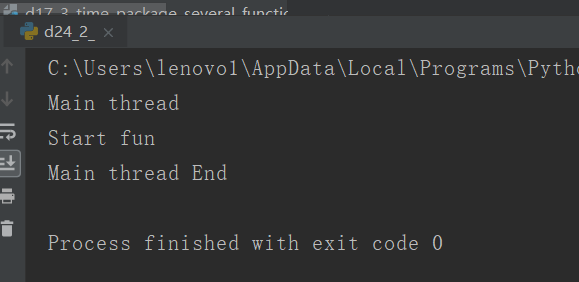 d17_3_time_package_several_functio
d24_2_
C:\Users\lenovo1\AppData\Local\Programs\Pytho
Main thread
Start fun
Main thread End
Process finished with exit code 0